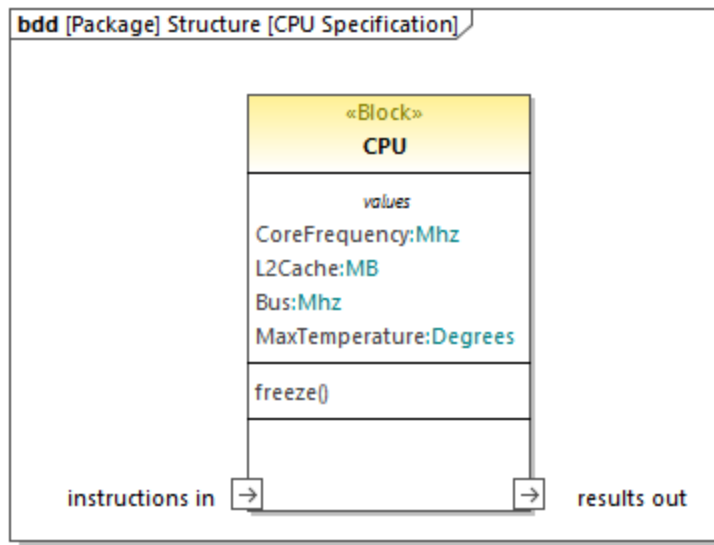 bdd [Package] Structure [CPU Specification]
«Block»
CPU
values
CoreFrequency:Mhz
L2Cache:MB
Bus:Mhz
MaxTemperature:Degrees
freeze()
instructions in
results out